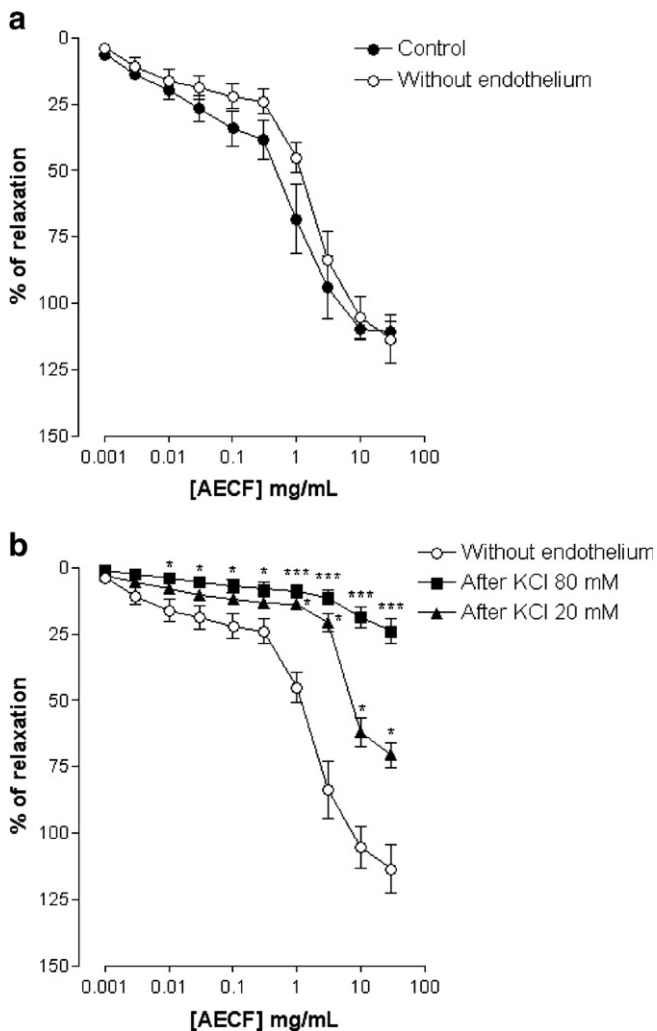 a
Control
Without endothelium
% of relaxation
0
25
50
75
100
125
150
0.001 0.01 0.1 1 10 100
[AECF] mg/mL
b
Without endothelium
After KCl 80 mM
After KCl 20 mM
% of relaxation
0
25
50
75
100
125
150
* * * * *** *** *** ***
* * * *
0.001 0.01 0.1 1 10 100
[AECF] mg/mL